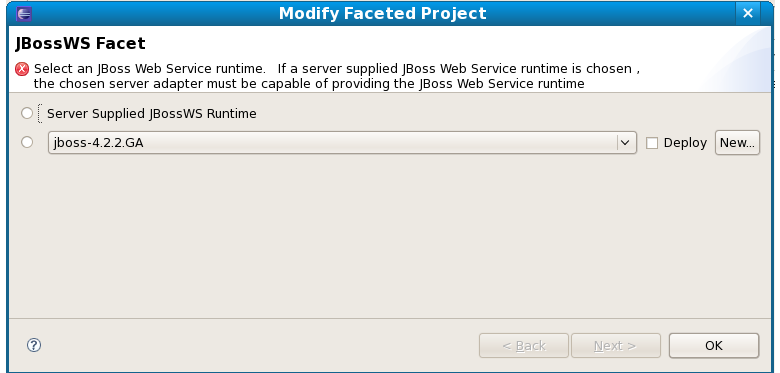 Modify Faceted Project
JBossWS Facet
Select an JBoss Web Service runtime.   If a server supplied JBoss Web Service runtime is chosen ,
the chosen server adapter must be capable of providing the JBoss Web Service runtime
Server Supplied JBossWS Runtime
jboss-4.2.2.GA Deploy New...
? < Back Next > OK